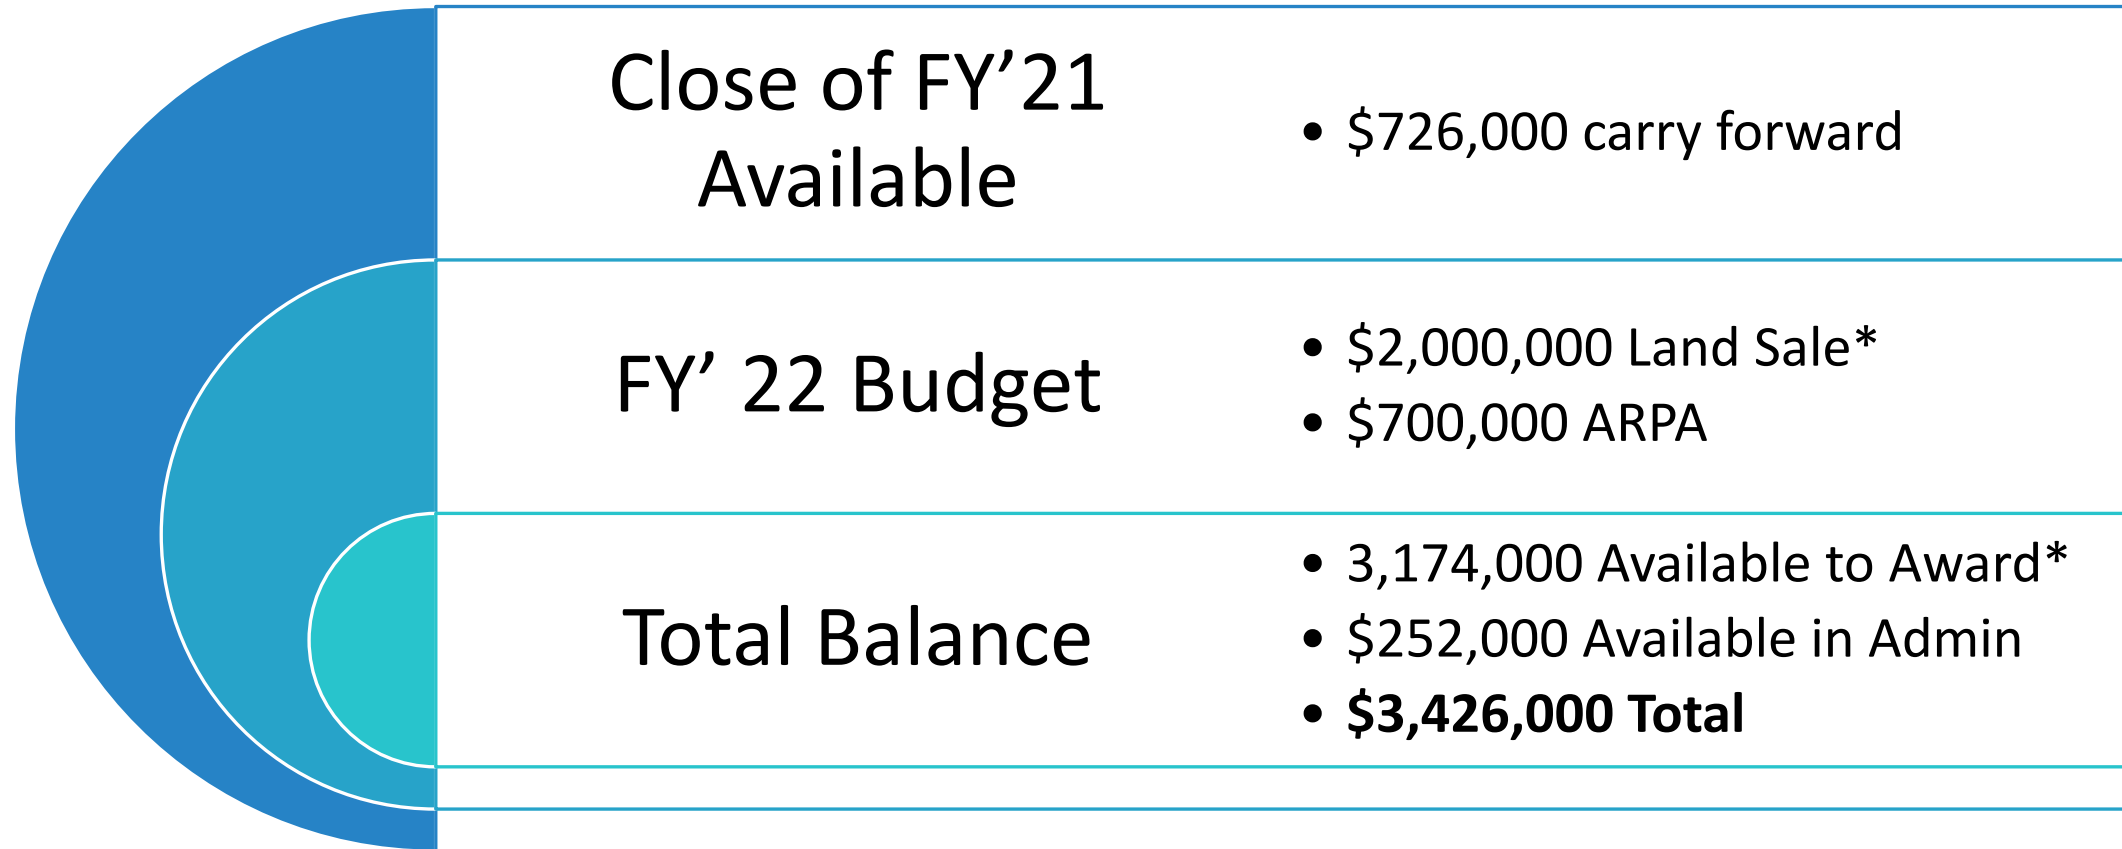 Close of FY’21
Available
• $726,000 carry forward
FY’ 22 Budget
• $2,000,000 Land Sale*
• $700,000 ARPA
Total Balance
• 3,174,000 Available to Award*
• $252,000 Available in Admin
• $3,426,000 Total